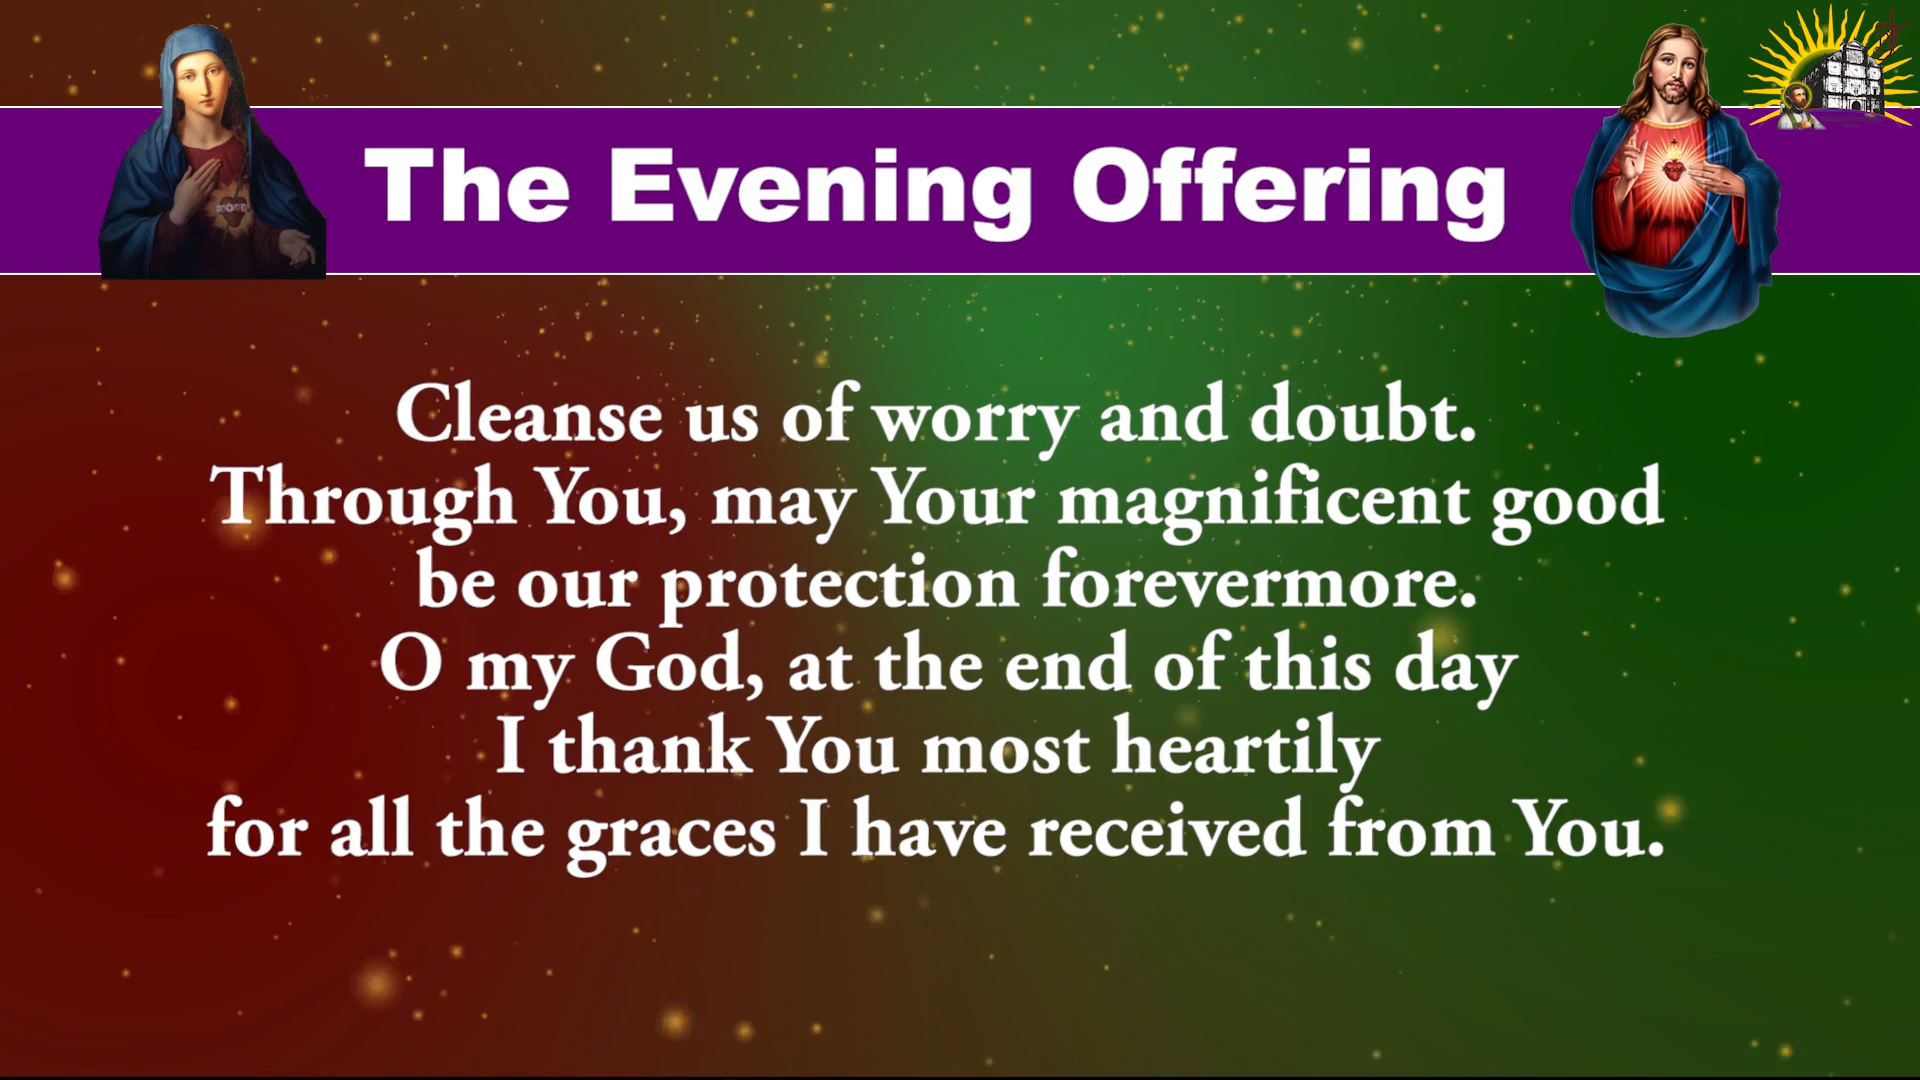 The Evening Offering
Cleanse us of worry and doubt.
Through You, may Your magnificent good
be our protection forevermore.
O my God, at the end of this day
I thank You most heartily
for all the graces I have received from You.